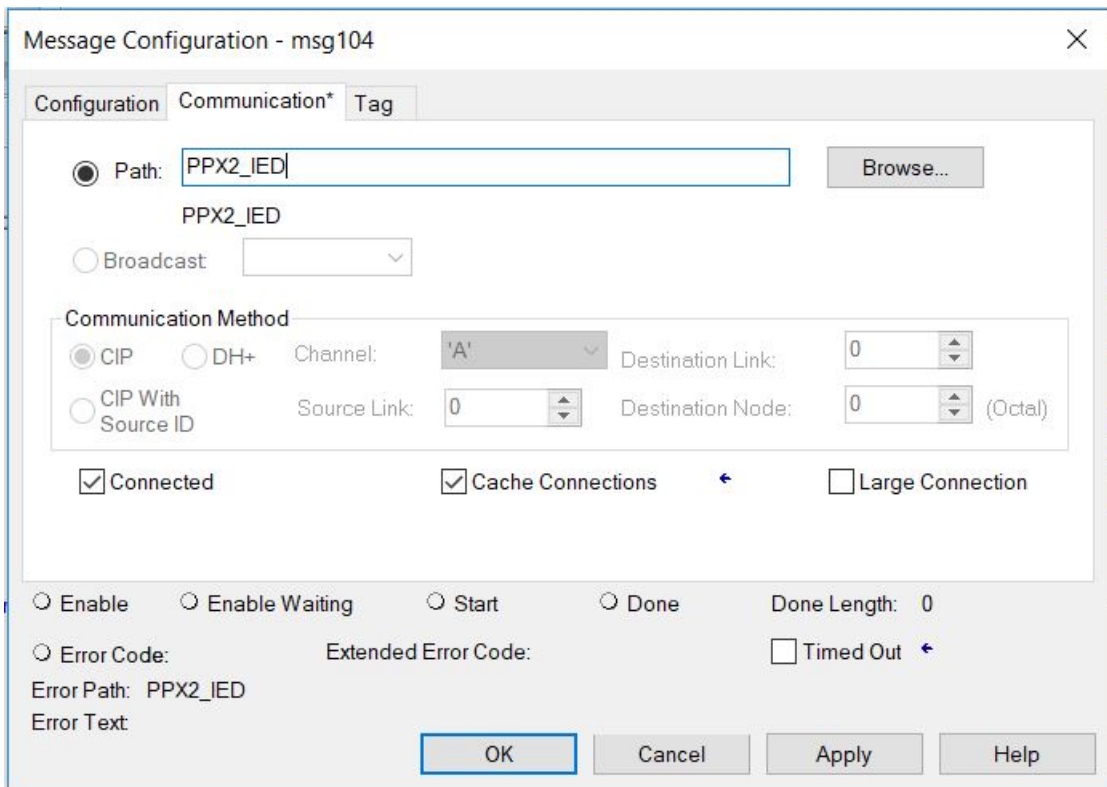 Message Configuration - msg104
Configuration Communication* Tag
Path: PPX2_IED Browse...
PPX2_IED
Broadcast:
Communication Method
CIP DH+ Channel: 'A' Destination Link: 0
CIP With
Source ID Source Link: 0 Destination Node: 0 (Octal)
Connected Cache Connections Large Connection
Enable Enable Waiting Start Done Done Length: 0
Error Code: Extended Error Code: Timed Out
Error Path: PPX2_IED
Error Text:
OK Cancel Apply Help